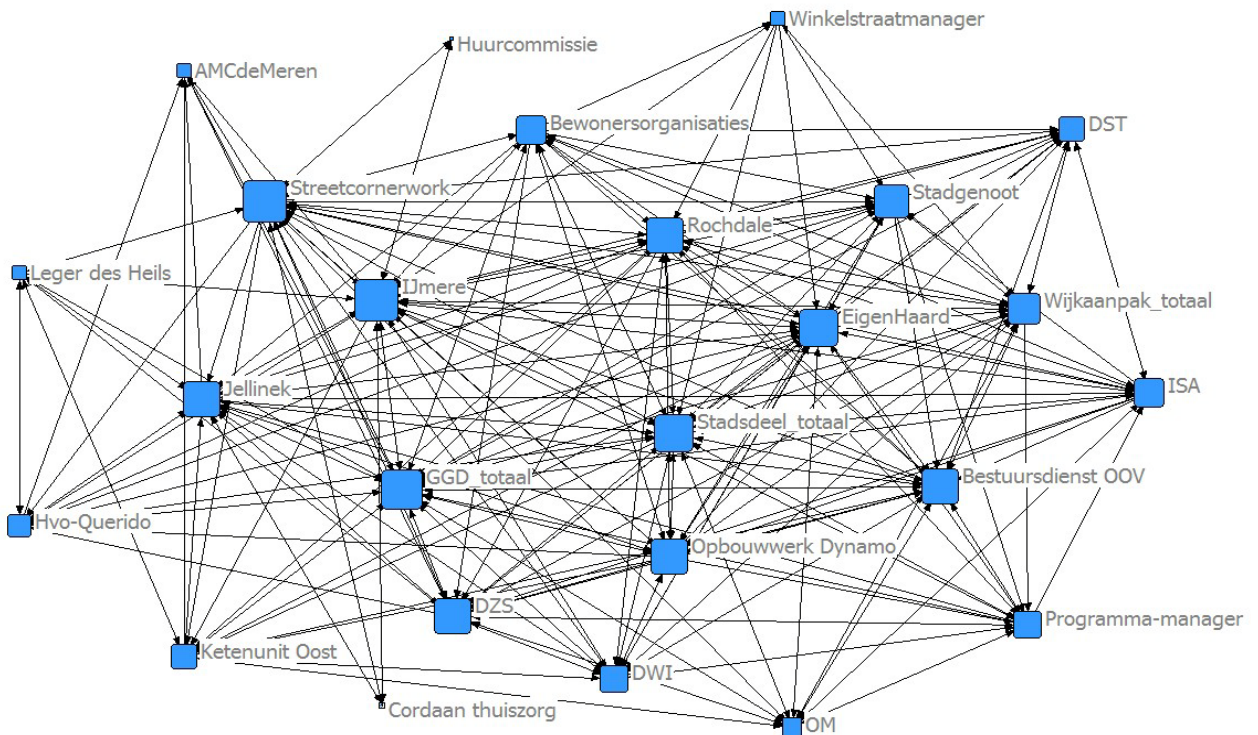 Winkelstraatmanager
Huurcommissie
AMCdeMeren
Bewonersorganisaties
DST
Streetcornerwork
Stadgenoot
Rochdale
Leger des Heils
IJmere
Wijkaanpak_totaal
EigenHaard
Jellinek
ISA
Stadsdeel_totaal
GGD_totaal
Bestuursdienst OOV
Hvo-Querido
Opbouwwerk Dynamo
DZS
Programma-manager
Ketenunit Oost
DWI
Cordaan thuiszorg
OM